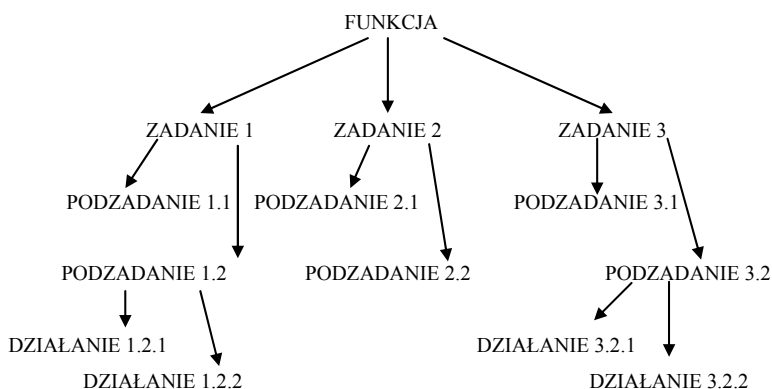 FUNKCJA
ZADANIE 1 ZADANIE 2 ZADANIE 3
PODZADANIE 1.1 PODZADANIE 2.1 PODZADANIE 3.1
PODZADANIE 1.2 PODZADANIE 2.2 PODZADANIE 3.2
DZIAŁANIE 1.2.1 DZIAŁANIE 3.2.1
DZIAŁANIE 1.2.2 DZIAŁANIE 3.2.2